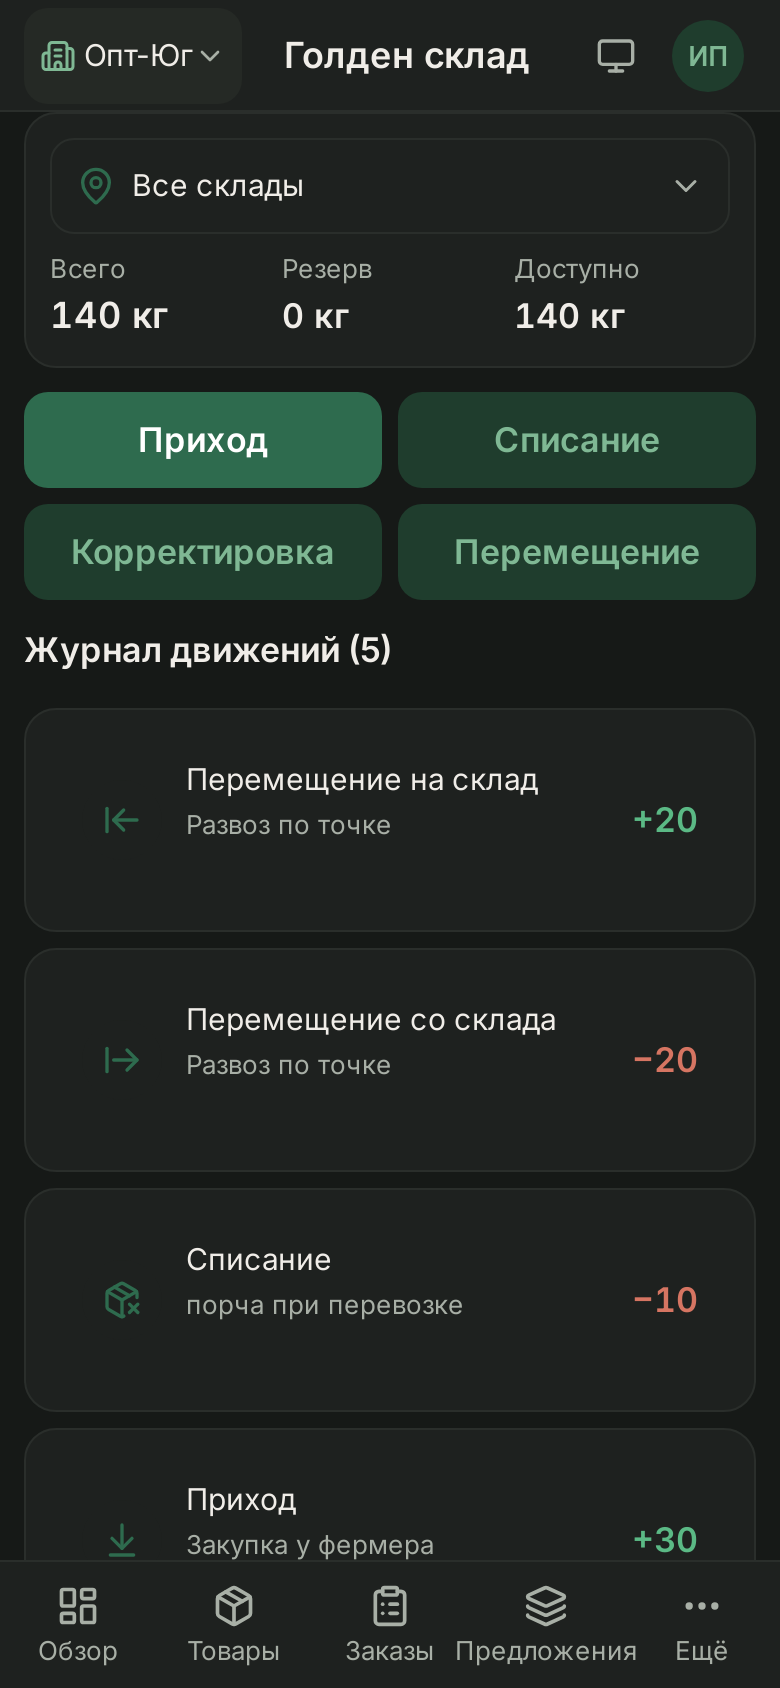 Опт-Юг
Голден склад
ИП
Все склады
Всего Резерв Доступно
140 кг 0 кг 140 кг
Приход Списание
Корректировка Перемещение
Журнал движений (5)
Перемещение на склад
Развоз по точке
+20
Перемещение со склада
Развоз по точке
−20
Списание
порча при перевозке
−10
Приход
Закупка у фермера
+30
Обзор Товары Заказы Предложения Ещё